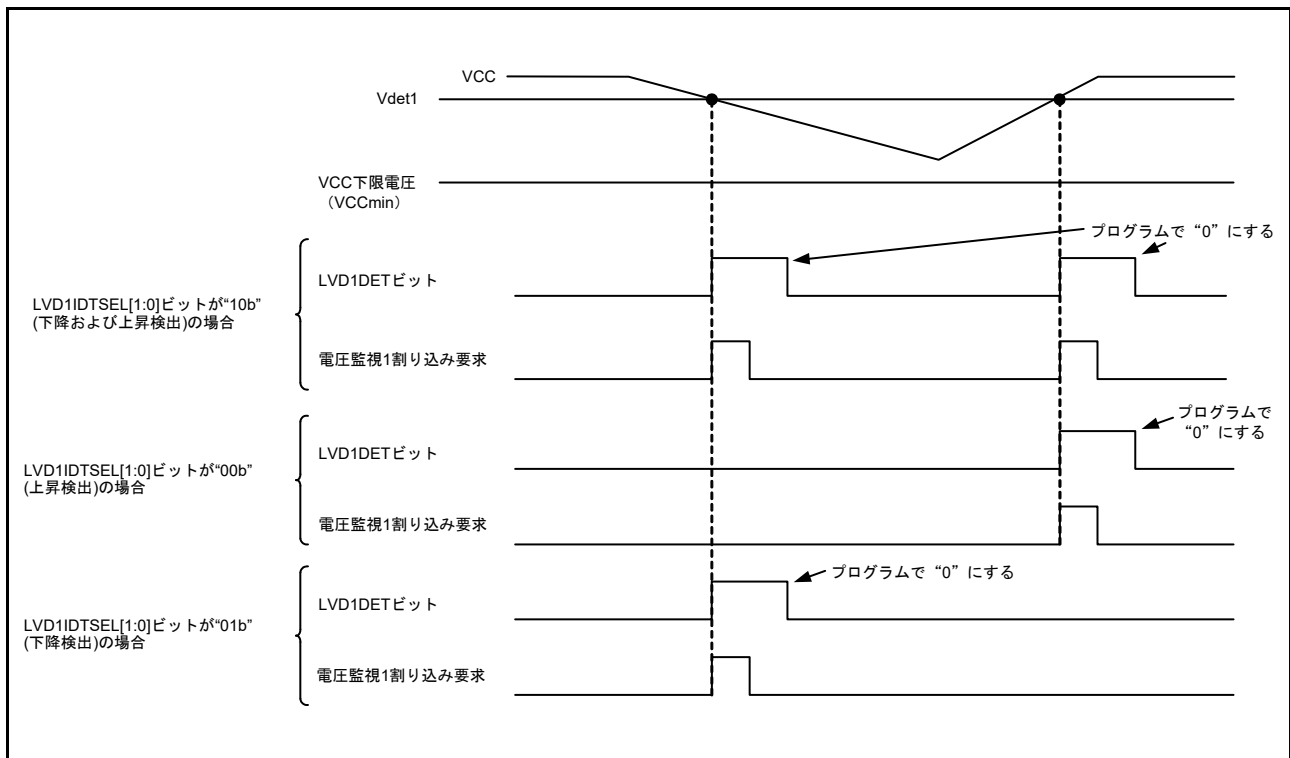 VCC
Vdet1
VCC下限電圧
（VCCmin）
プログラムで“0”にする
LVD1IDTSEL[1:0]ビットが“10b”
(下降および上昇検出)の場合
LVD1DETビット
電圧監視1割り込み要求
プログラムで
“0”にする
LVD1IDTSEL[1:0]ビットが“00b”
(上昇検出)の場合
LVD1DETビット
電圧監視1割り込み要求
プログラムで“0”にする
LVD1IDTSEL[1:0]ビットが“01b”
(下降検出)の場合
LVD1DETビット
電圧監視1割り込み要求